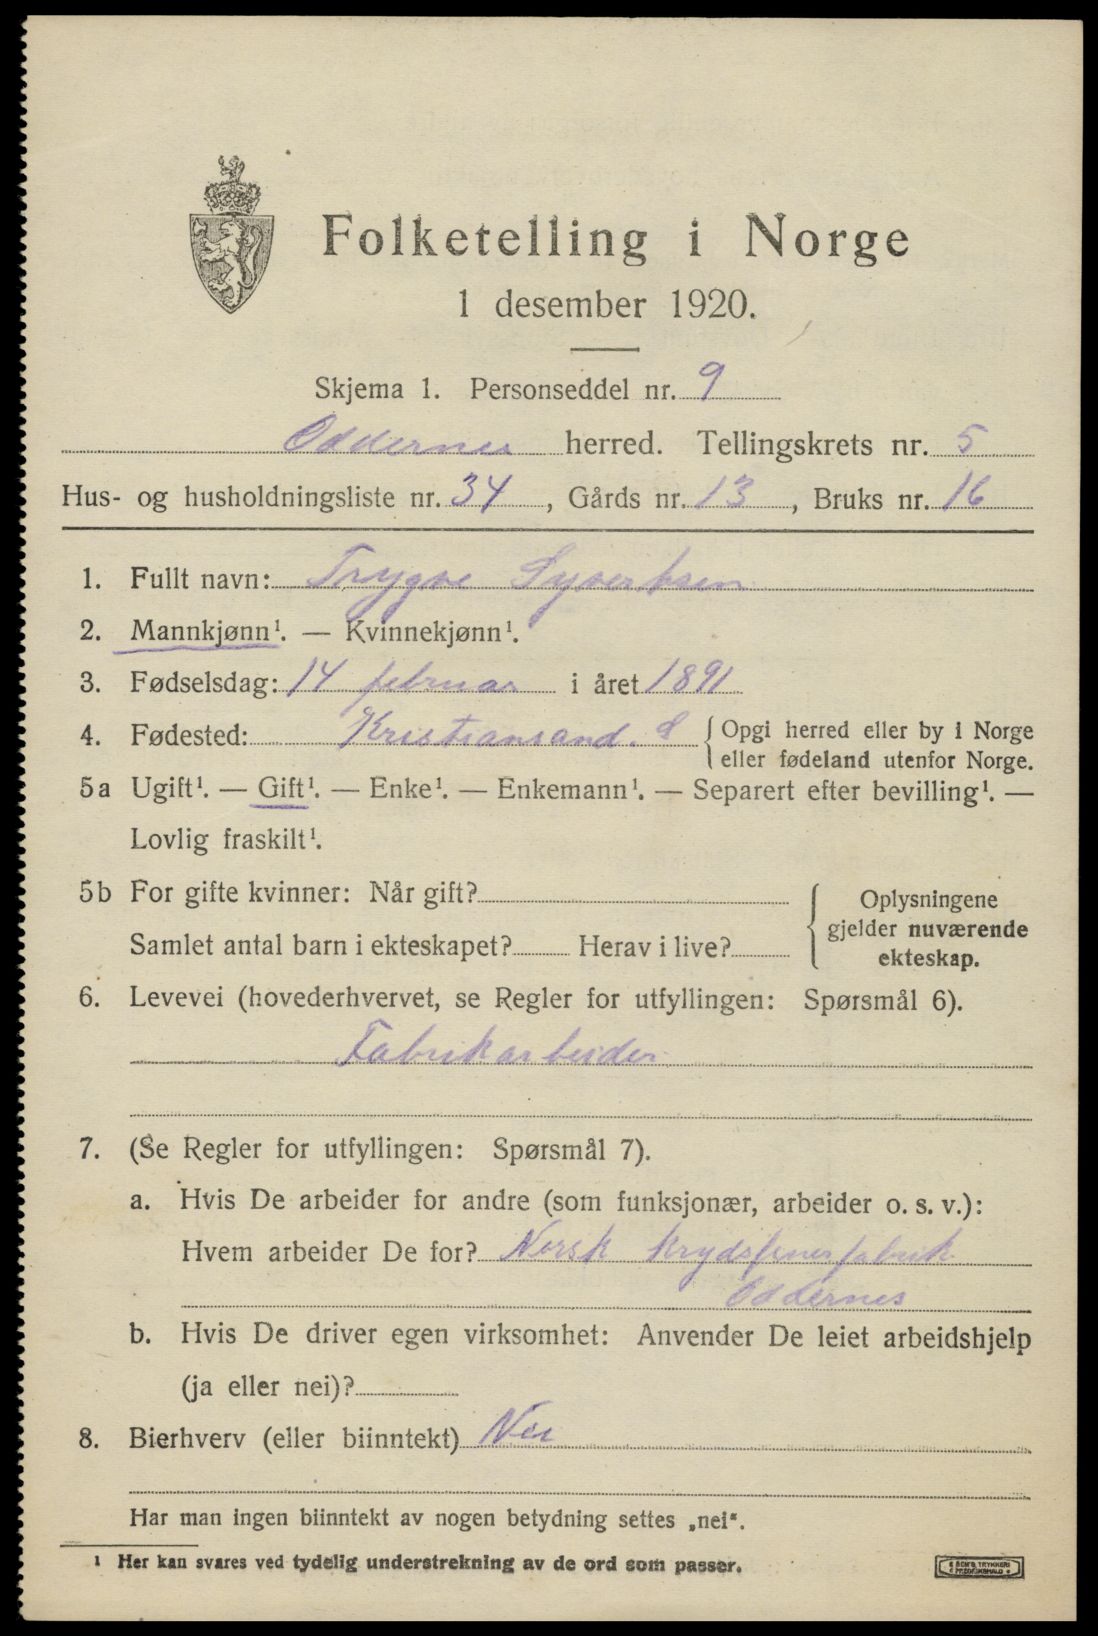 Folketelling i Norge
1 desember 1920.
Skjema 1. Personseddel nr. 9
Oddernes herred. Tellingskrets nr. 5
Hus- og husholdningsliste nr. 34, Gårds nr. 13, Bruks nr. 16
1. Fullt navn: Trygve Syvertsen
2. Mannkjønn¹. — Kvinnekjønn¹.
3. Fødselsdag: 14 februar i året 1891
4. Fødested: Kristiansand. S { Opgi herred eller by i Norge
eller fødeland utenfor Norge.
5a Ugift¹. — Gift¹. — Enke¹. — Enkemann¹. — Separert efter bevilling¹. —
Lovlig fraskilt¹.
5b For gifte kvinner: Når gift?
Samlet antal barn i ekteskapet? Herav i live?
Oplysningene
gjelder nuværende
ekteskap.
6. Levevei (hovederhvervet, se Regler for utfyllingen: Spørsmål 6).
Fabrikarbeider
7. (Se Regler for utfyllingen: Spørsmål 7).
a. Hvis De arbeider for andre (som funksjonær, arbeider o. s. v.):
Hvem arbeider De for? Norsk Krydsfinerfabrik
Oddernes
b. Hvis De driver egen virksomhet: Anvender De leiet arbeidshjelp
(ja eller nei)?
8. Bierhverv (eller biinntekt) Nei
Har man ingen biinntekt av nogen betydning settes „nei“.
¹ Her kan svares ved tydelig understrekning av de ord som passer.